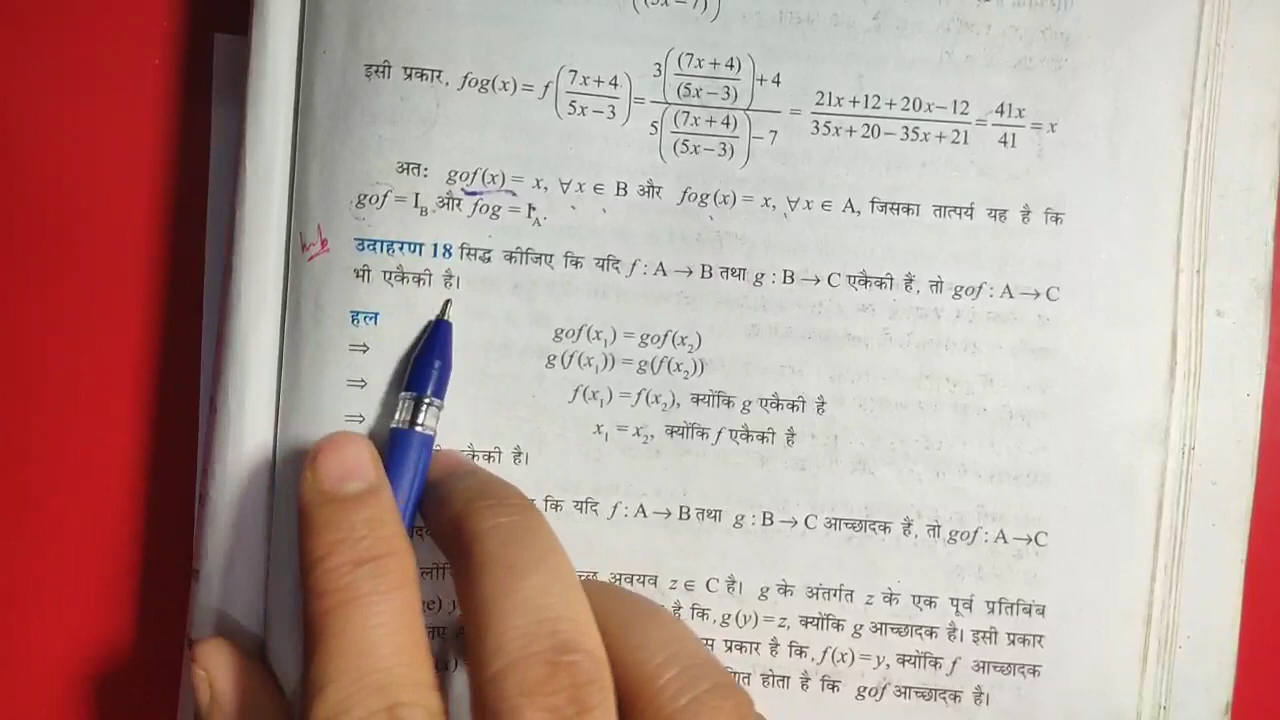 इसी प्रकार, fog(x) = f((7x+4)/(5x−3)) = (3((7x+4)/(5x−3))+4)/(5((7x+4)/(5x−3))−7) = (21x+12+20x−12)/(35x+20−35x+21) = 41x/41 = x
अतः gof(x) = x, ∀x ∈ B और fog(x) = x, ∀x ∈ A, जिसका तात्पर्य यह है कि
gof = I_B और fog = I_A.
उदाहरण 18 सिद्ध कीजिए कि यदि f : A → B तथा g : B → C एकैकी हैं, तो gof : A → C
भी एकैकी है।
हल gof(x₁) = gof(x₂)
⇒ g(f(x₁)) = g(f(x₂))
⇒ f(x₁) = f(x₂), क्योंकि g एकैकी है
⇒ x₁ = x₂, क्योंकि f एकैकी है
है।
कि यदि f : A → B तथा g : B → C आच्छादक हैं, तो gof : A → C
अवयव z ∈ C है। g के अंतर्गत z के एक पूर्व प्रतिबिंब
है कि, g(y) = z, क्योंकि g आच्छादक है। इसी प्रकार
प्रकार है कि, f(x) = y, क्योंकि f आच्छादक
होता है कि gof आच्छादक है।